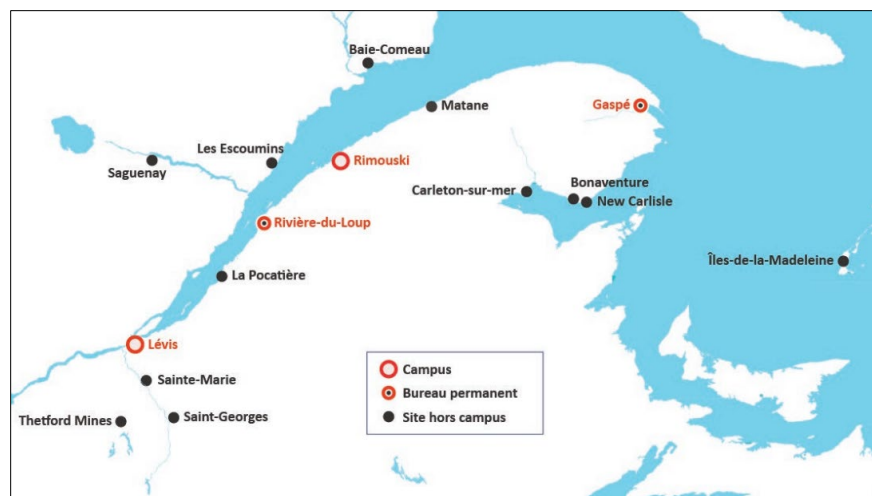 Baie-Comeau
Matane
Gaspé
Les Escoumins
Saguenay
Rimouski
Carleton-sur-mer
Bonaventure
New Carlisle
Rivière-du-Loup
Îles-de-la-Madeleine
La Pocatière
Lévis
Campus
Sainte-Marie
Bureau permanent
Thetford Mines
Saint-Georges
Site hors campus